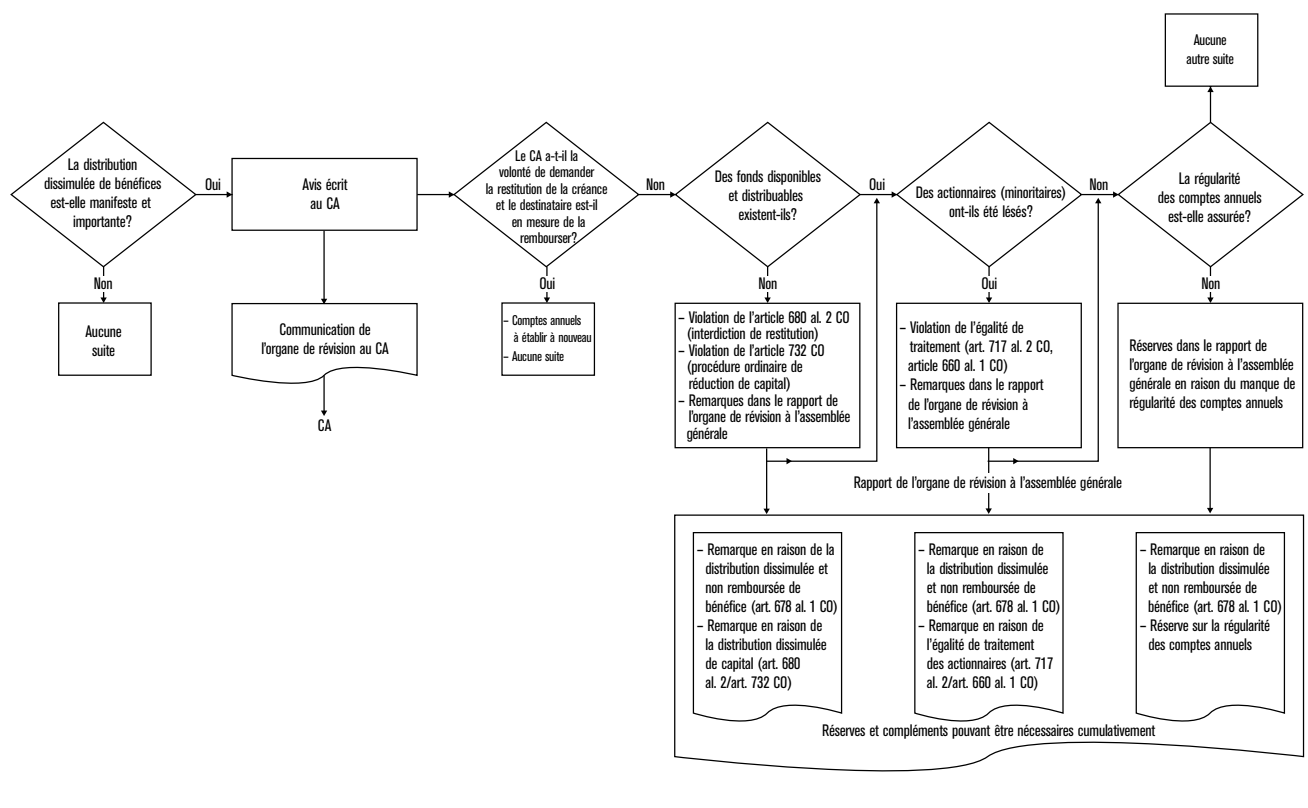 Aucune
autre suite
La distribution
dissimulée de bénéfices
est-elle manifeste et
importante?
Oui
Avis écrit
au CA
Le CA a-t-il la
volonté de demander
la restitution de la créance
et le destinataire est-il
en mesure de la
rembourser?
Non
Des fonds disponibles
et distribuables
existent-ils?
Oui
Des actionnaires (minoritaires)
ont-ils été lésés?
Non
La régularité
des comptes annuels
est-elle assurée?
Non
Aucune
suite
Communication de
l'organe de révision au CA
CA
Oui
– Comptes annuels
à établir à nouveau
– Aucune suite
Non
– Violation de l'article 680 al. 2 CO
(interdiction de restitution)
– Violation de l'article 732 CO
(procédure ordinaire de
réduction de capital)
– Remarques dans le rapport de
l'organe de révision à l'assemblée
générale
Oui
– Violation de l'égalité de
traitement (art. 717 al. 2 CO,
article 660 al. 1 CO)
– Remarques dans le rapport
de l'organe de révision à
l'assemblée générale
Non
Réserves dans le rapport de
l'organe de révision à l'assemblée
générale en raison du manque de
régularité des comptes annuels
Rapport de l'organe de révision à l'assemblée générale
– Remarque en raison de la
distribution dissimulée et
non remboursée de
bénéfice (art. 678 al. 1 CO)
– Remarque en raison de
la distribution dissimulée
de capital (art. 680
al. 2/art. 732 CO)
– Remarque en raison de
la distribution dissimulée
et non remboursée de
bénéfice (art. 678 al. 1 CO)
– Remarque en raison de
l'égalité de traitement
des actionnaires (art. 717
al. 2/art. 660 al. 1 CO)
– Remarque en raison de
la distribution dissimulée
et non remboursée de
bénéfice (art. 678 al. 1 CO)
– Réserve sur la régularité
des comptes annuels
Réserves et compléments pouvant être nécessaires cumulativement